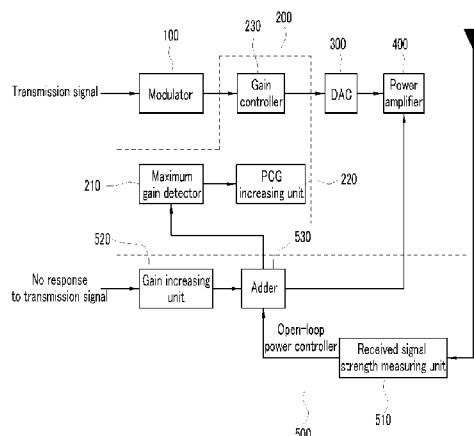 200
100
230
300
400
Transmission signal
Modulator
Gain
controller
DAC
Power
amplifier
210
Maximum
gain detector
PCG
increasing unit
220
520
530
No response
to transmission signal
Gain increasing
unit
Adder
Open-loop
power controller
Received signal
strength measuring unit
500
510